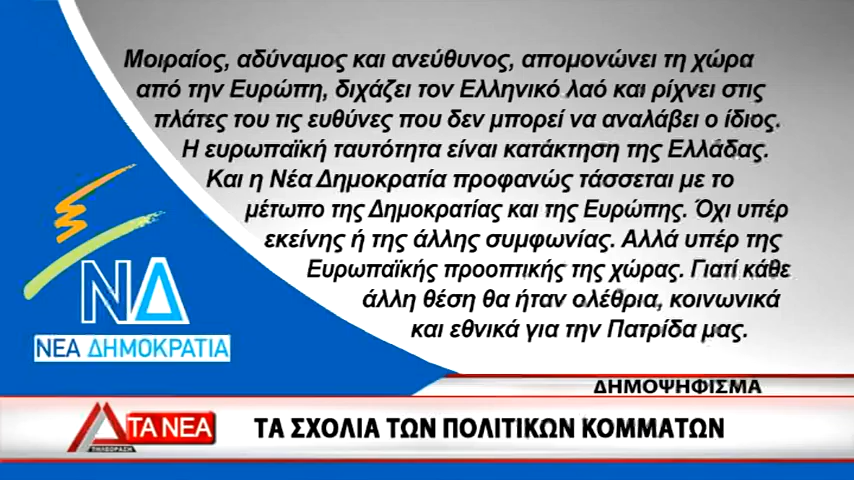 Μοιραίος, αδύναμος και ανεύθυνος, απομονώνει τη χώρα
από την Ευρώπη, διχάζει τον Ελληνικό λαό και ρίχνει στις
πλάτες του τις ευθύνες που δεν μπορεί να αναλάβει ο ίδιος.
Η ευρωπαϊκή ταυτότητα είναι κατάκτηση της Ελλάδας.
Και η Νέα Δημοκρατία προφανώς τάσσεται με το
μέτωπο της Δημοκρατίας και της Ευρώπης. Όχι υπέρ
εκείνης ή της άλλης συμφωνίας. Αλλά υπέρ της
Ευρωπαϊκής προοπτικής της χώρας. Γιατί κάθε
άλλη θέση θα ήταν ολέθρια, κοινωνικά
και εθνικά για την Πατρίδα μας.
ΝΔ
ΝΕΑ ΔΗΜΟΚΡΑΤΙΑ
ΔΗΜΟΨΗΦΙΣΜΑ
ΤΑ ΝΕΑ
ΤΗΛΕΟΡΑΣΗ
ΤΑ ΣΧΟΛΙΑ ΤΩΝ ΠΟΛΙΤΙΚΩΝ ΚΟΜΜΑΤΩΝ